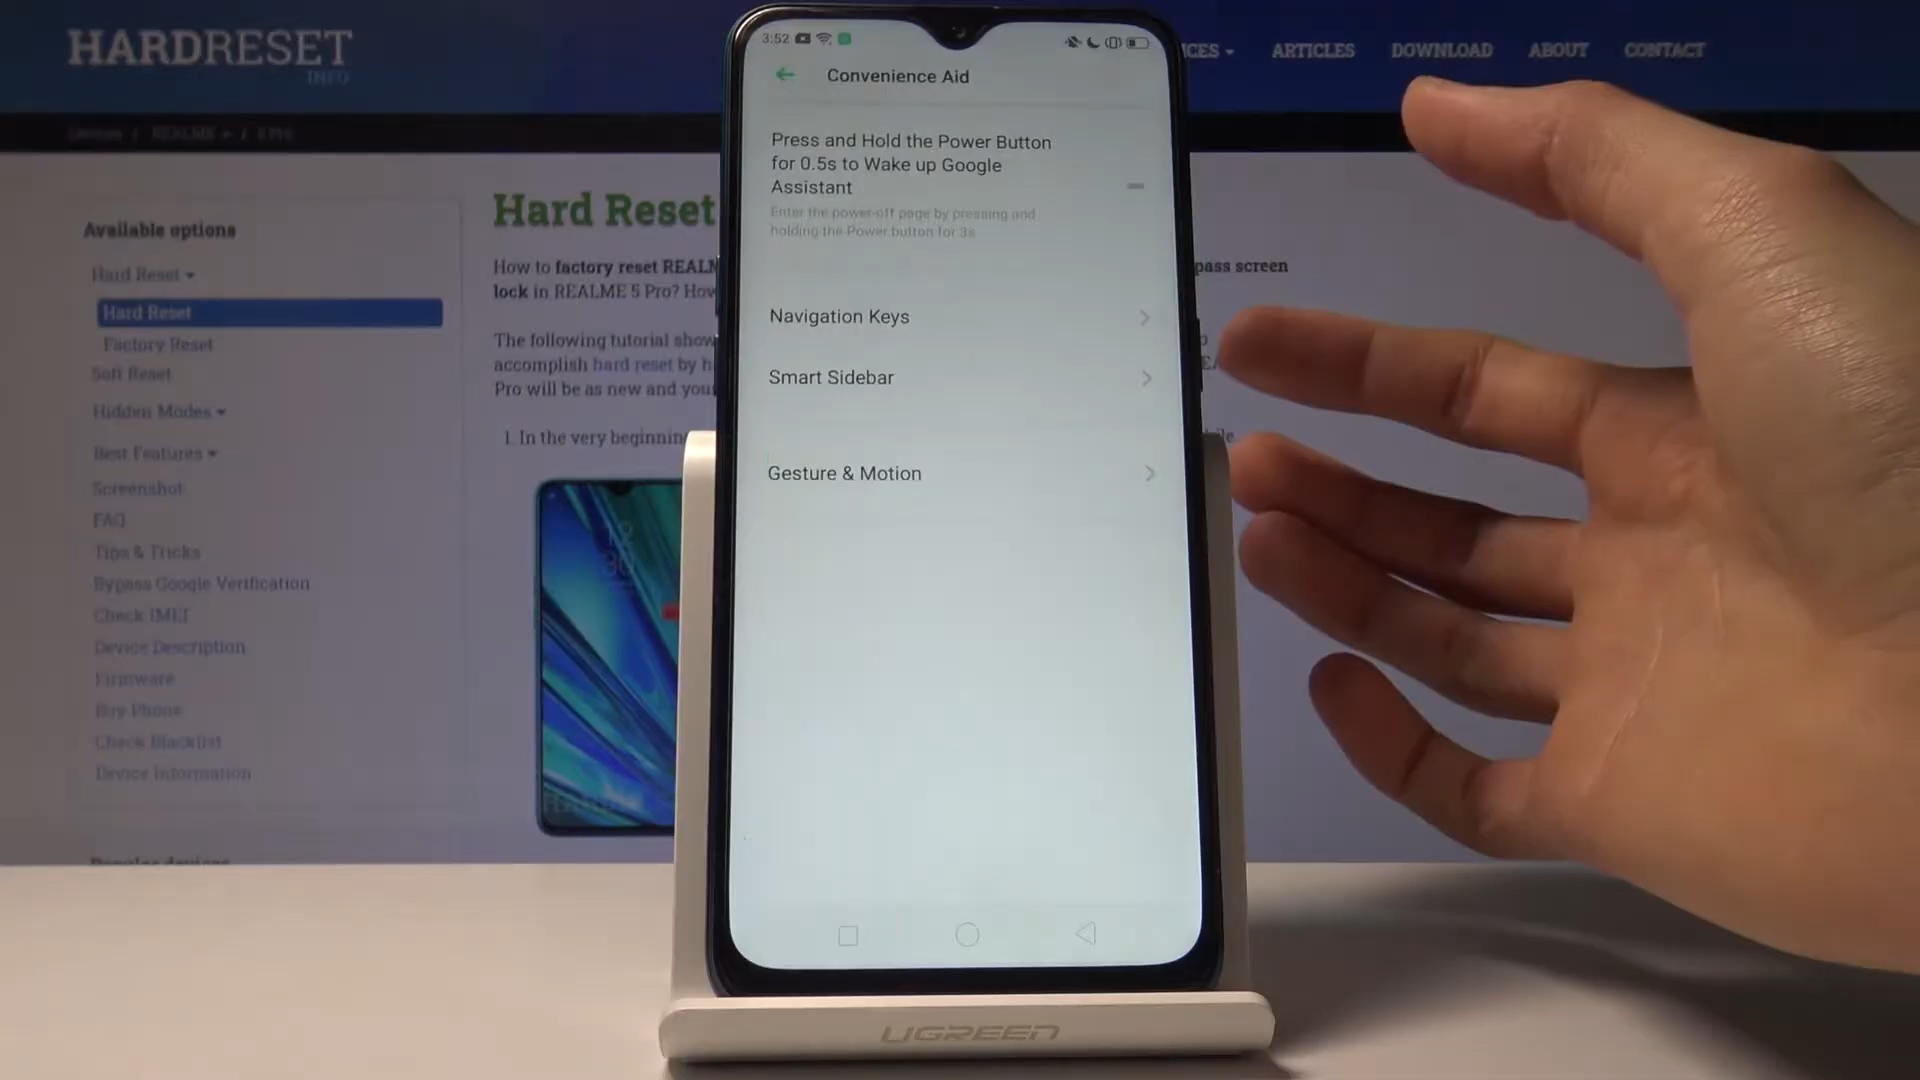 HARDRESET
INFO
ARTICLES
DOWNLOAD
ABOUT
CONTACT
Available options
Hard Reset
Hard Reset
Factory Reset
Soft Reset
Hidden Modes
Best Features
Screenshot
FAQ
Tips & Tricks
Bypass Google Verification
Check IMEI
Device Description
Firmware
Buy Phone
Check Blacklist
Device Information
Popular devices
Hard Reset
How to factory reset
pass screen
lock in REALME 5 Pro? How
The following tutorial show
accomplish hard reset by
Pro will be as new and your
1. In the very beginning
3:52
Convenience Aid
Press and Hold the Power Button
for 0.5s to Wake up Google
Assistant
Enter the power-off page by pressing and
holding the Power button for 3s
Navigation Keys
Smart Sidebar
Gesture & Motion
UGREEN